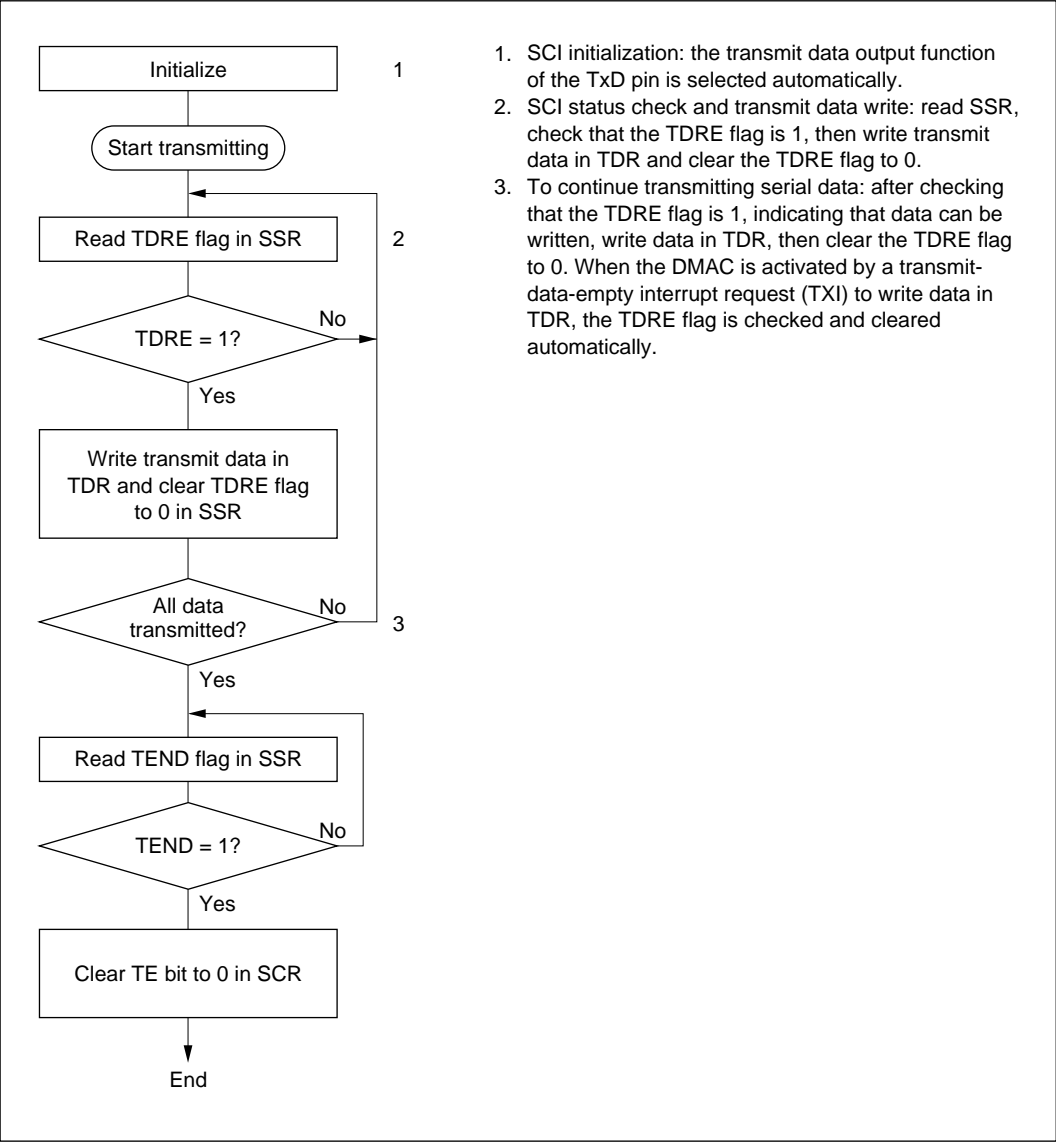 Initialize
1
Start transmitting
Read TDRE flag in SSR
2
TDRE = 1?
No
Yes
Write transmit data in
TDR and clear TDRE flag
to 0 in SSR
All data
transmitted?
No
3
Yes
Read TEND flag in SSR
TEND = 1?
No
Yes
Clear TE bit to 0 in SCR
End
1. SCI initialization: the transmit data output function
of the TxD pin is selected automatically.
2. SCI status check and transmit data write: read SSR,
check that the TDRE flag is 1, then write transmit
data in TDR and clear the TDRE flag to 0.
3. To continue transmitting serial data: after checking
that the TDRE flag is 1, indicating that data can be
written, write data in TDR, then clear the TDRE flag
to 0. When the DMAC is activated by a transmit-
data-empty interrupt request (TXI) to write data in
TDR, the TDRE flag is checked and cleared
automatically.